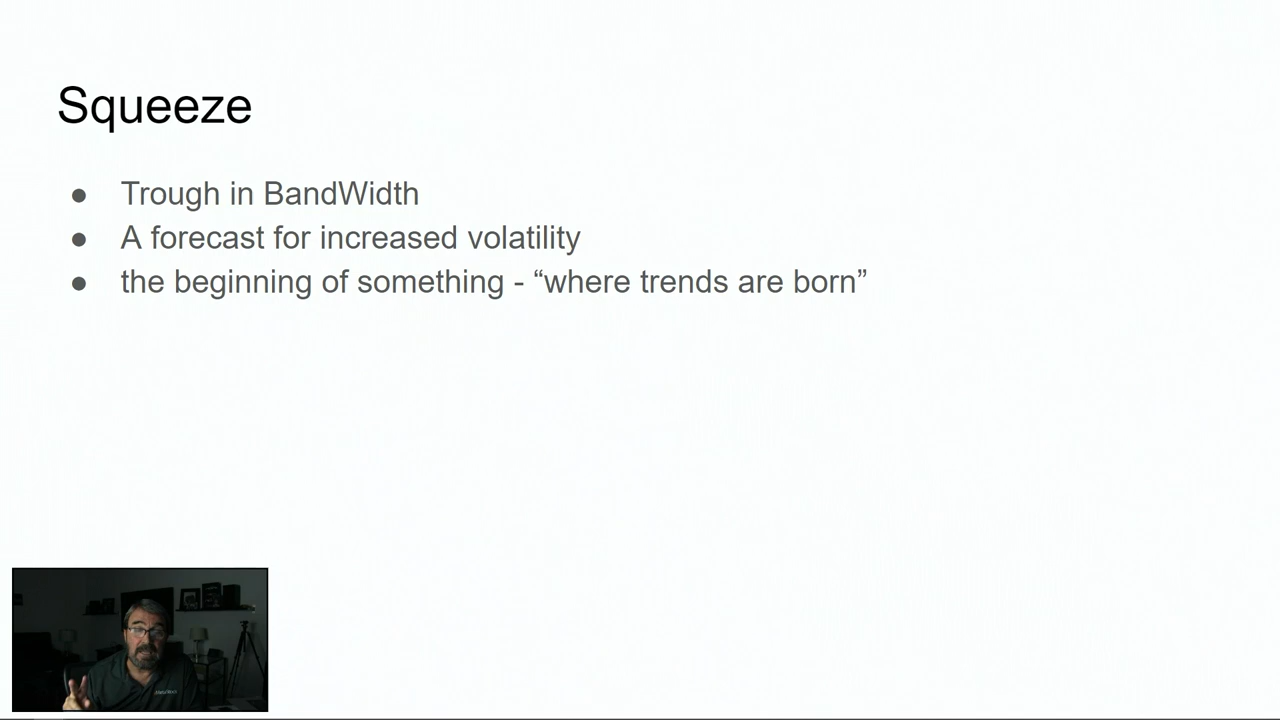 Squeeze
● Trough in BandWidth
● A forecast for increased volatility
● the beginning of something - “where trends are born”